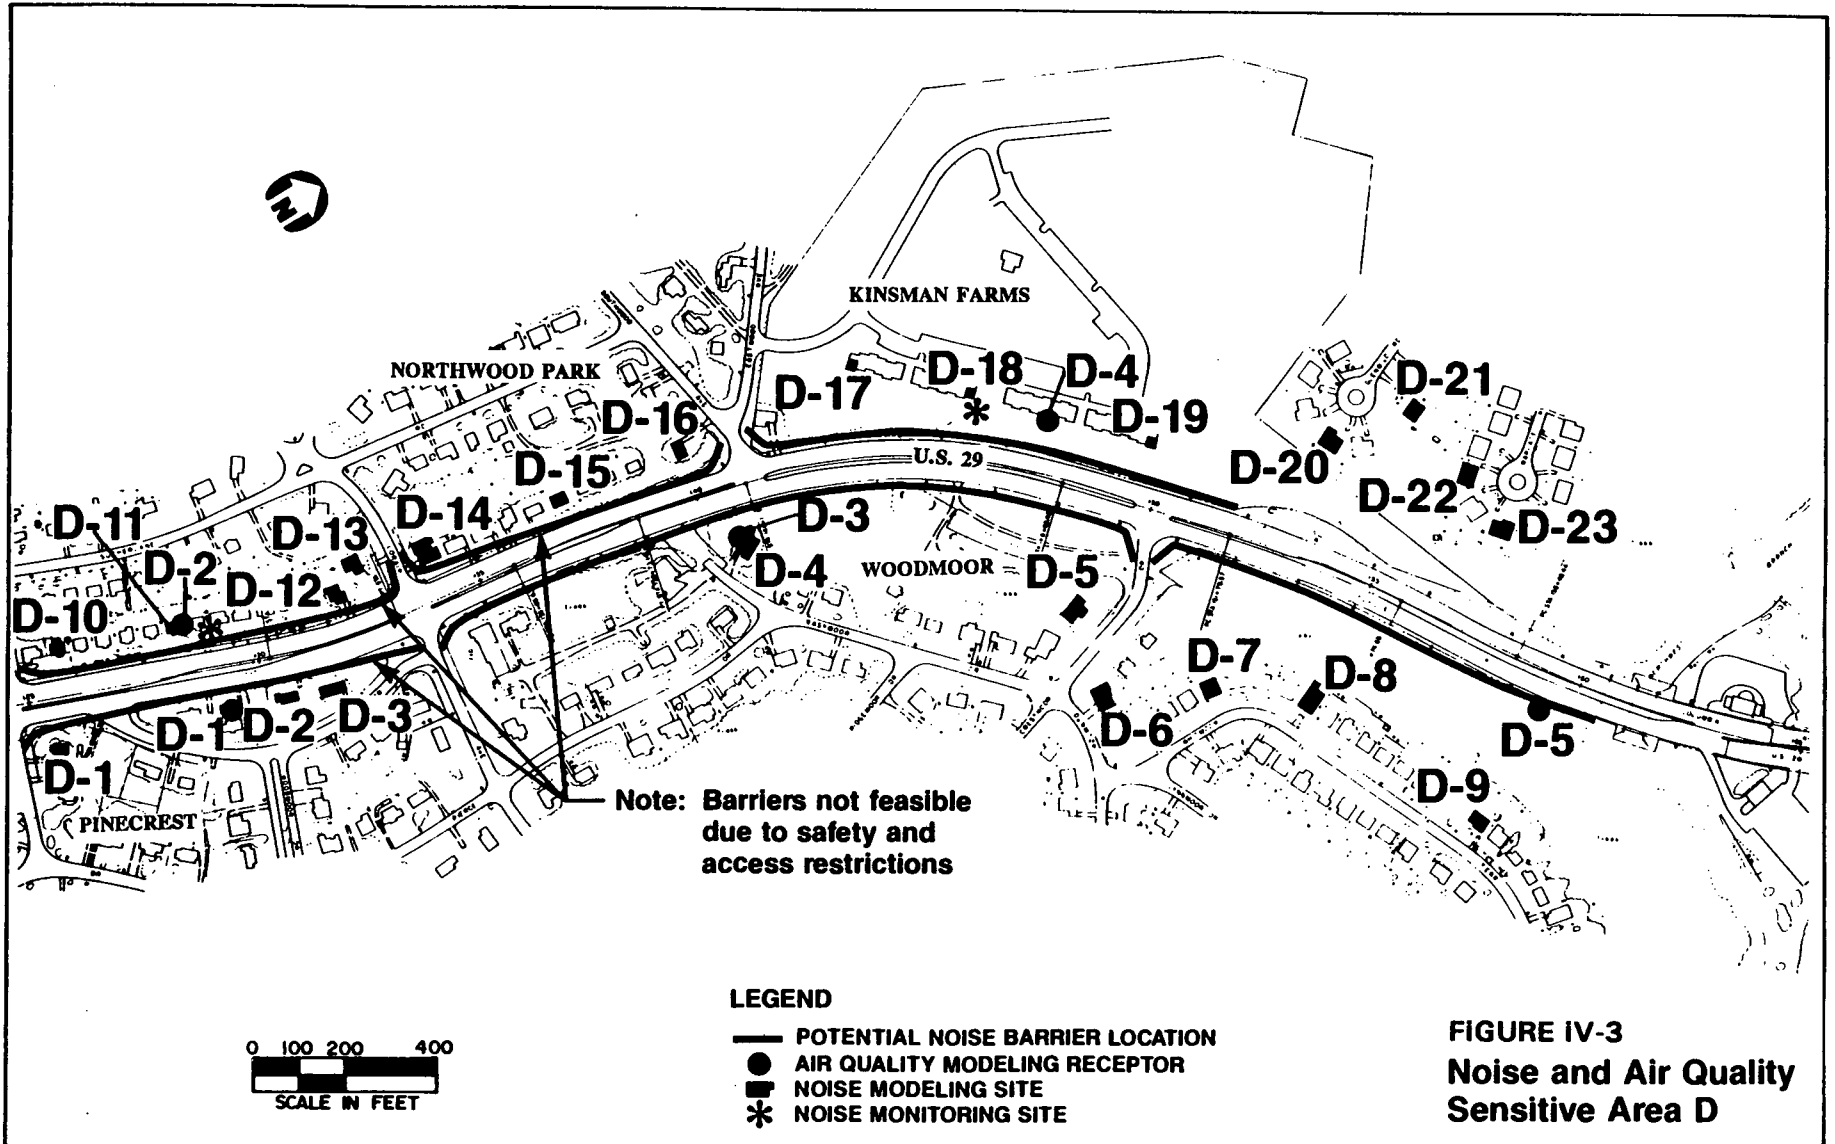 N
KINSMAN FARMS
NORTHWOOD PARK
D-17
D-18
D-4
D-19
D-21
D-16
U.S. 29
D-20
D-15
D-22
D-14
D-3
D-23
D-11
D-13
D-2
D-12
D-4
WOODMOOR
D-5
D-10
D-7
D-8
D-1
D-2
D-3
D-6
D-5
D-1
D-9
PINECREST
Note: Barriers not feasible
due to safety and
access restrictions
LEGEND
POTENTIAL NOISE BARRIER LOCATION
AIR QUALITY MODELING RECEPTOR
NOISE MODELING SITE
NOISE MONITORING SITE
0 100 200 400
SCALE IN FEET
FIGURE IV-3
Noise and Air Quality
Sensitive Area D